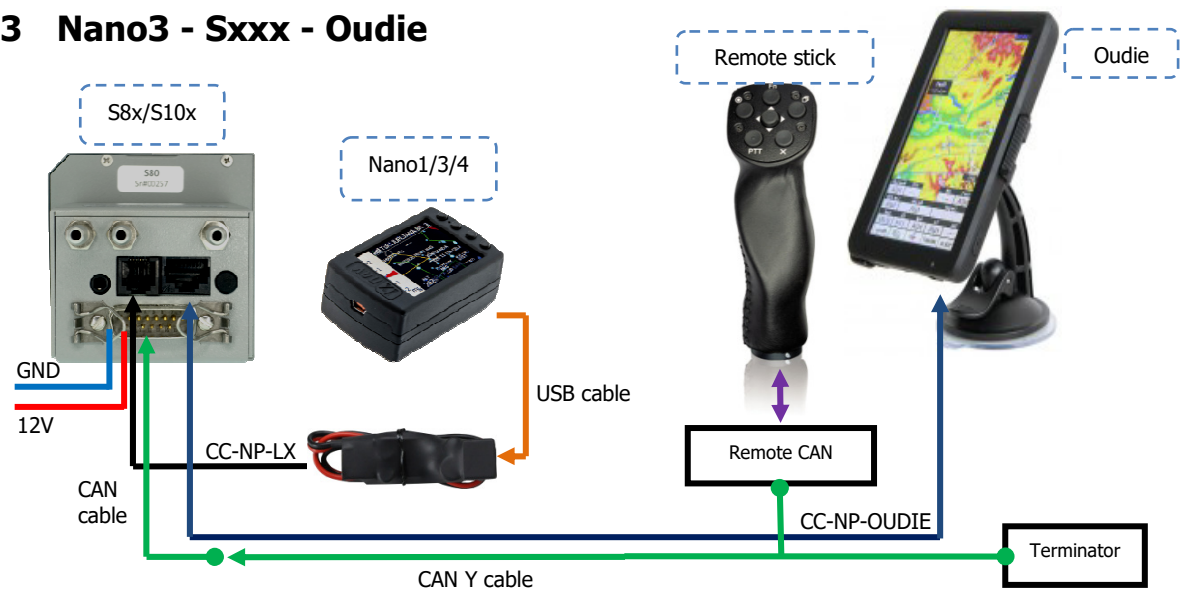 3 Nano3 - Sxxx - Oudie
Remote stick
Oudie
S8x/S10x
Nano1/3/4
S80
PTT
GND
12V
USB cable
CC-NP-LX
Remote CAN
CAN
cable
CC-NP-OUDIE
Terminator
CAN Y cable